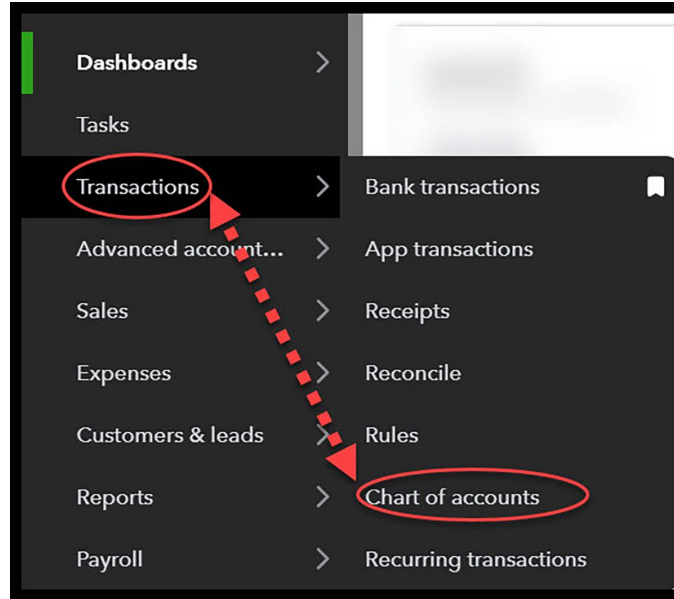 Dashboards
Tasks
Transactions
Advanced account...
Sales
Expenses
Customers & leads
Reports
Payroll
Bank transactions
App transactions
Receipts
Reconcile
Rules
Chart of accounts
Recurring transactions